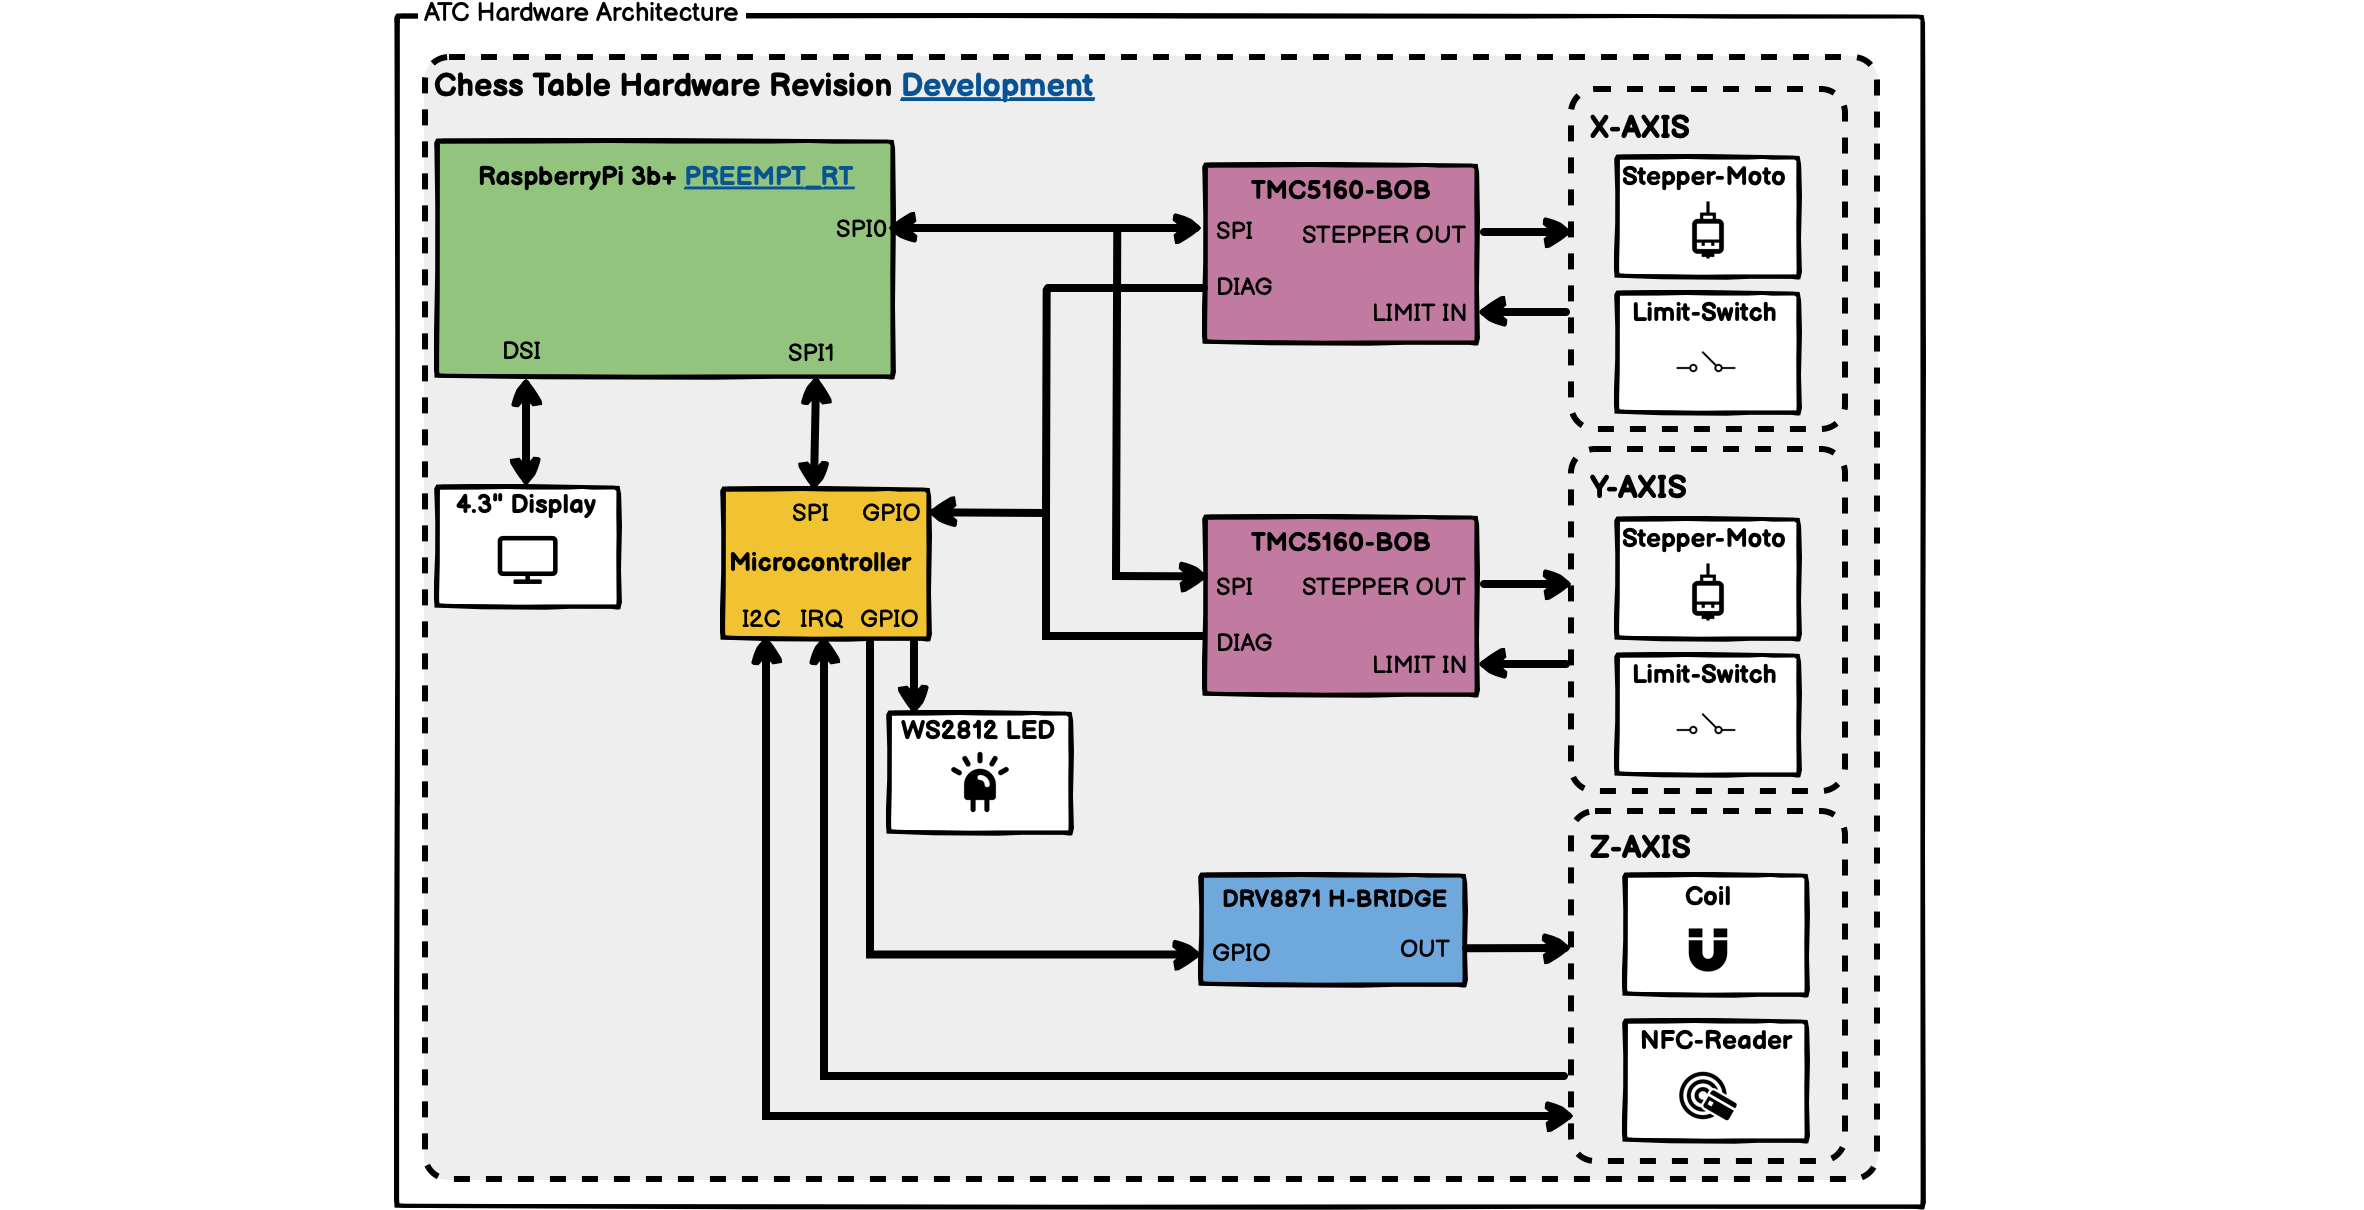 ATC Hardware Architecture
Chess Table Hardware Revision Development
RaspberryPi 3b+ PREEMPT_RT
SPI0
DSI
SPI1
4.3" Display
SPI GPIO
Microcontroller
I2C IRQ GPIO
WS2812 LED
TMC5160-BOB
SPI
STEPPER OUT
DIAG
LIMIT IN
TMC5160-BOB
SPI
STEPPER OUT
DIAG
LIMIT IN
DRV8871 H-BRIDGE
GPIO
OUT
X-AXIS
Stepper-Moto
Limit-Switch
Y-AXIS
Stepper-Moto
Limit-Switch
Z-AXIS
Coil
NFC-Reader